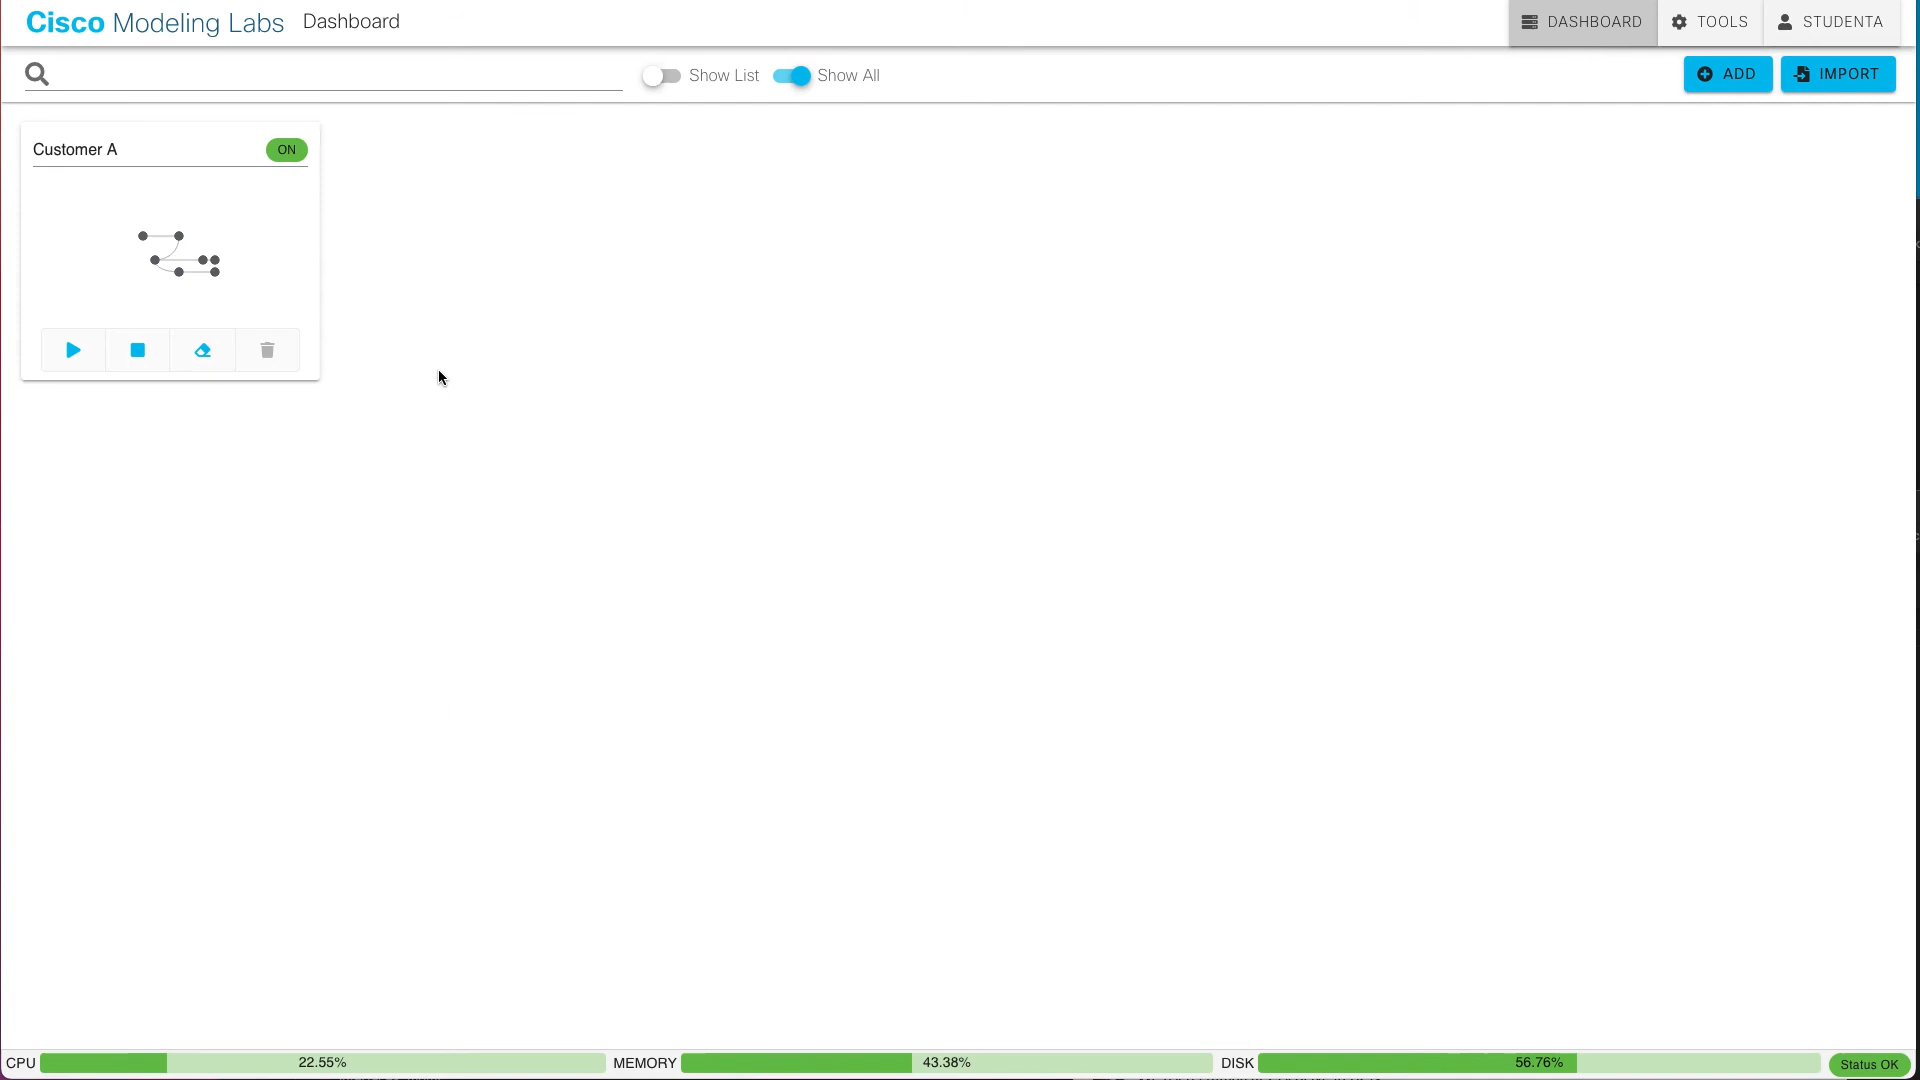 Cisco Modeling Labs Dashboard
DASHBOARD TOOLS STUDENTA
Show List Show All
ADD IMPORT
Customer A ON
CPU 22.55% MEMORY 43.38% DISK 56.76% Status OK